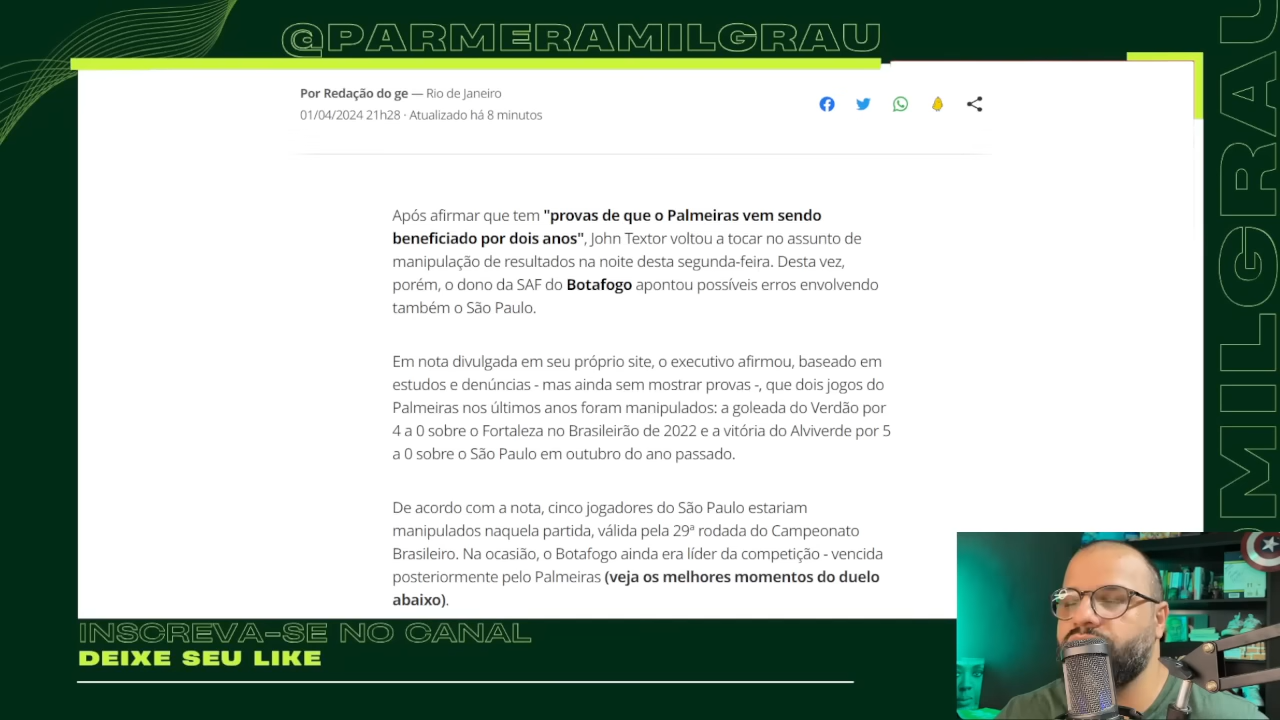 @PARMERAMILGRAU
Por Redação do ge — Rio de Janeiro
01/04/2024 21h28 · Atualizado há 8 minutos
Após afirmar que tem "provas de que o Palmeiras vem sendo
beneficiado por dois anos", John Textor voltou a tocar no assunto de
manipulação de resultados na noite desta segunda-feira. Desta vez,
porém, o dono da SAF do Botafogo apontou possíveis erros envolvendo
também o São Paulo.
Em nota divulgada em seu próprio site, o executivo afirmou, baseado em
estudos e denúncias - mas ainda sem mostrar provas -, que dois jogos do
Palmeiras nos últimos anos foram manipulados: a goleada do Verdão por
4 a 0 sobre o Fortaleza no Brasileirão de 2022 e a vitória do Alviverde por 5
a 0 sobre o São Paulo em outubro do ano passado.
De acordo com a nota, cinco jogadores do São Paulo estariam
manipulados naquela partida, válida pela 29ª rodada do Campeonato
Brasileiro. Na ocasião, o Botafogo ainda era líder da competição - vencida
posteriormente pelo Palmeiras (veja os melhores momentos do duelo
abaixo).
INSCREVA-SE NO CANAL
DEIXE SEU LIKE
MILGRAU